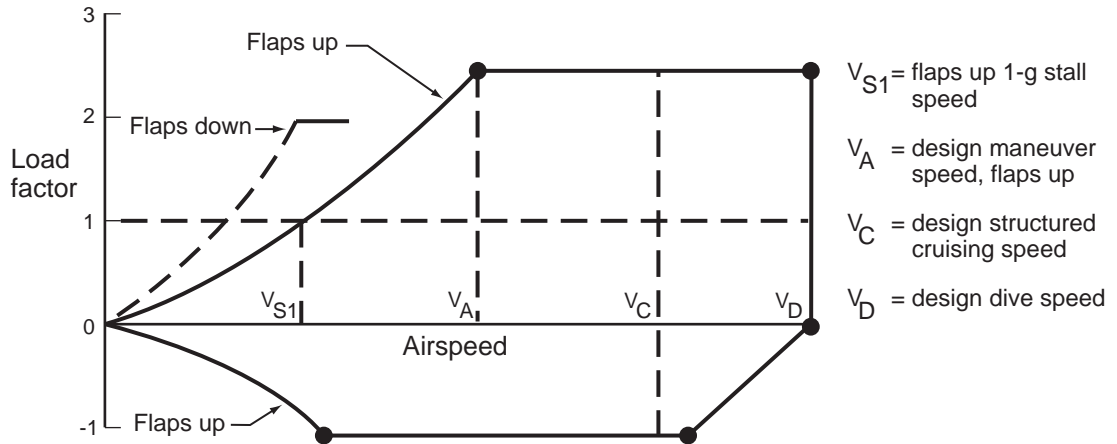 3
Flaps up
2
Flaps down
Load
factor
1
0
-1
V_S1
V_A
V_C
V_D
Airspeed
Flaps up
V_S1 = flaps up 1-g stall
speed
V_A = design maneuver
speed, flaps up
V_C = design structured
cruising speed
V_D = design dive speed